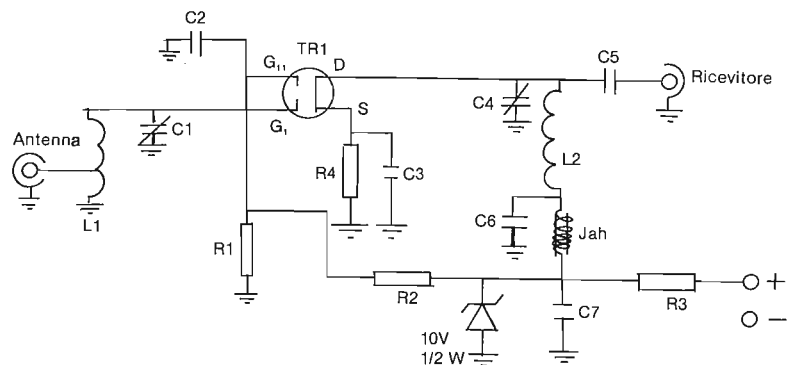 C2
TR1
G11
D
C5
Ricevitore
C4
S
G1
C1
Antenna
R4
C3
L2
L1
C6
Jah
R1
R2
C7
R3
+
−
10V
1/2 W